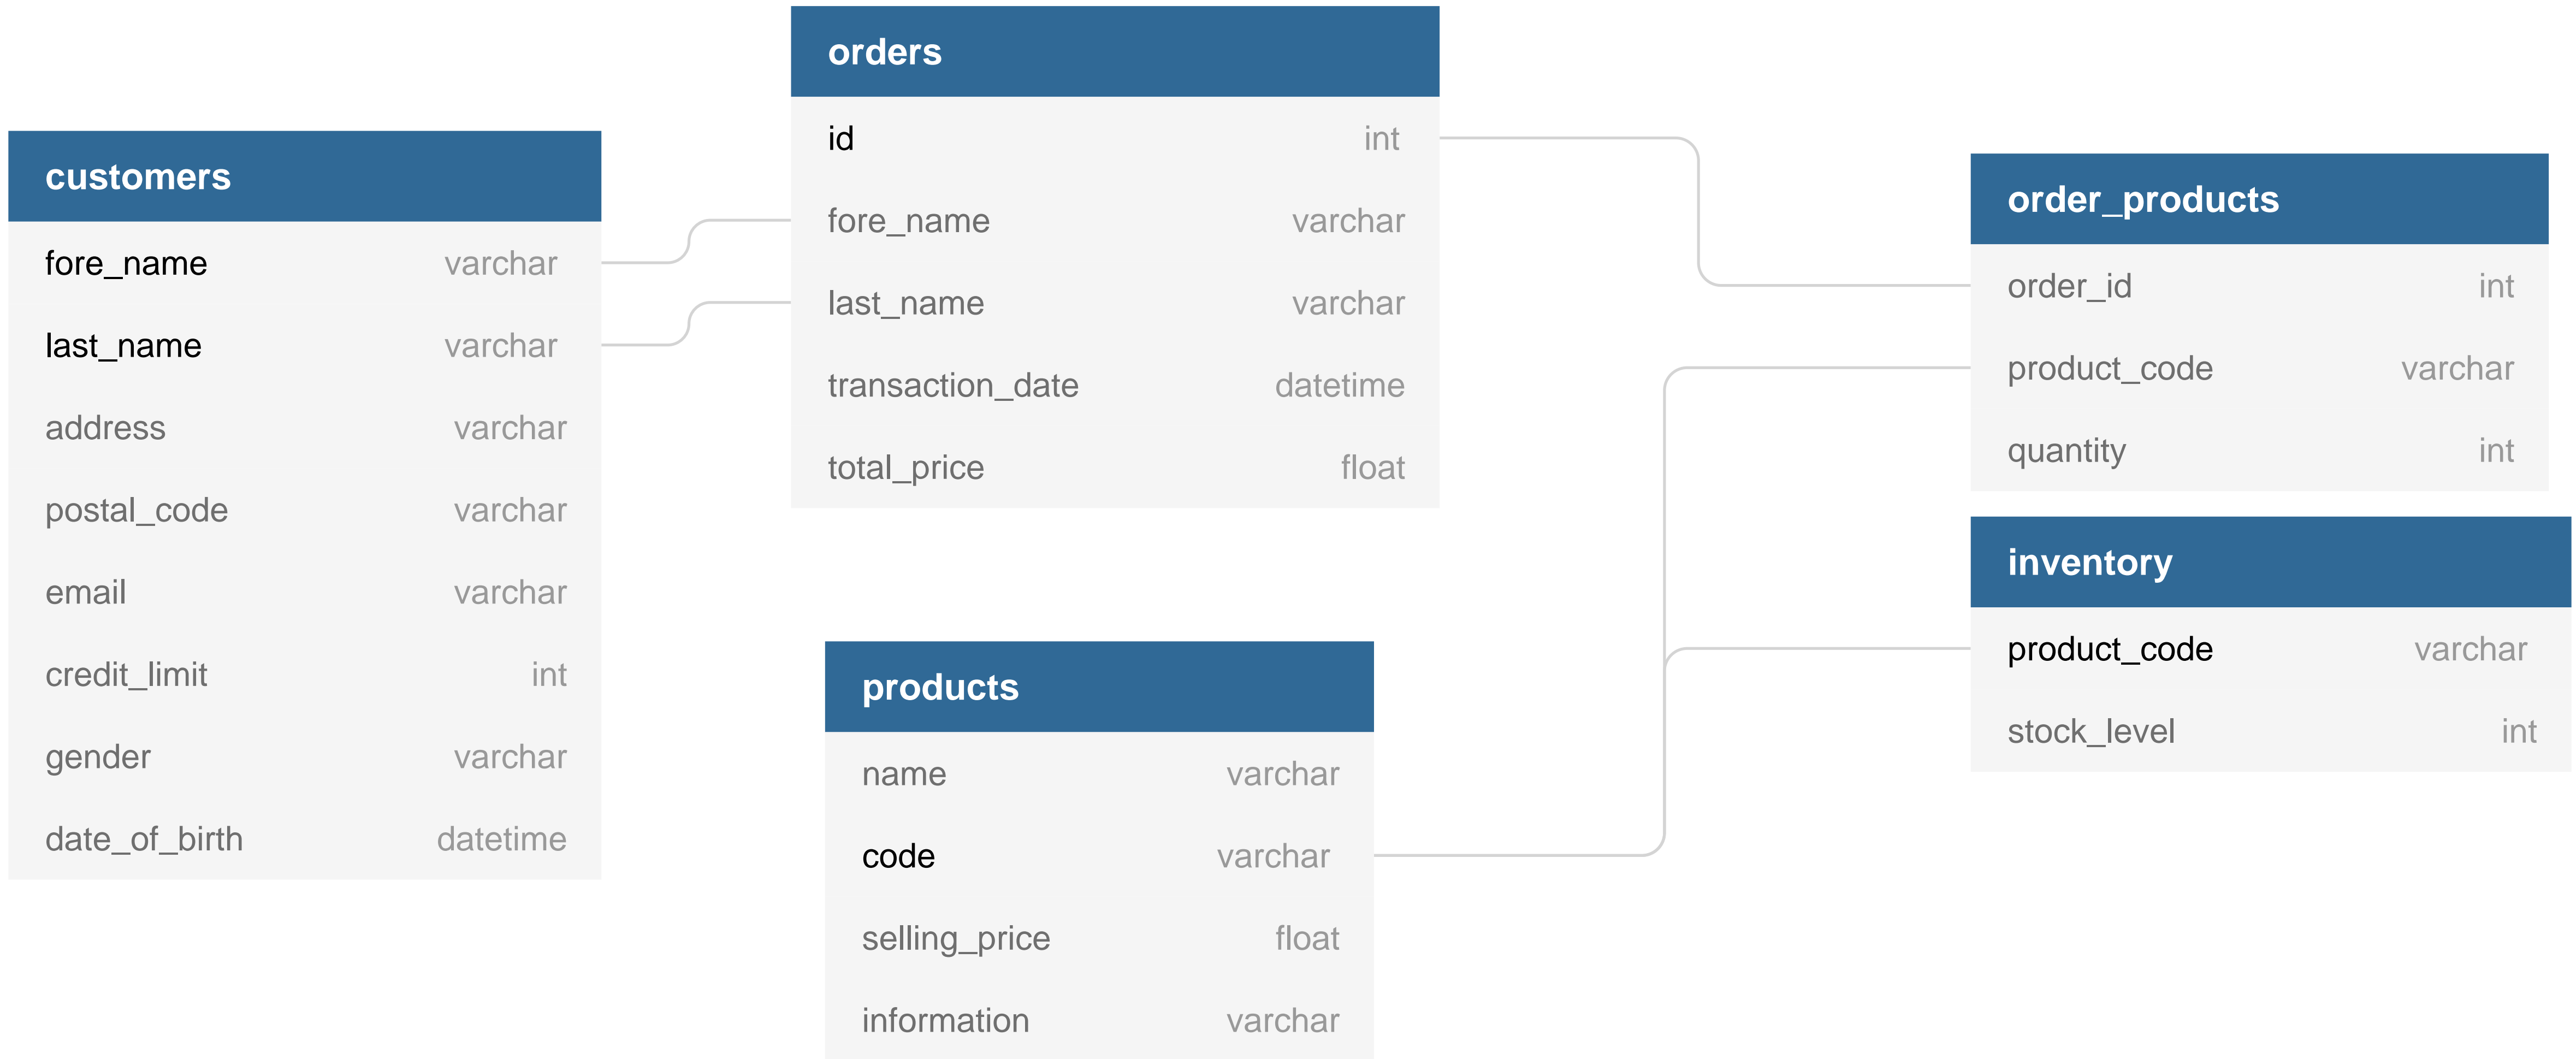 customers
fore_name varchar
last_name varchar
address varchar
postal_code varchar
email varchar
credit_limit int
gender varchar
date_of_birth datetime
orders
id int
fore_name varchar
last_name varchar
transaction_date datetime
total_price float
products
name varchar
code varchar
selling_price float
information varchar
order_products
order_id int
product_code varchar
quantity int
inventory
product_code varchar
stock_level int